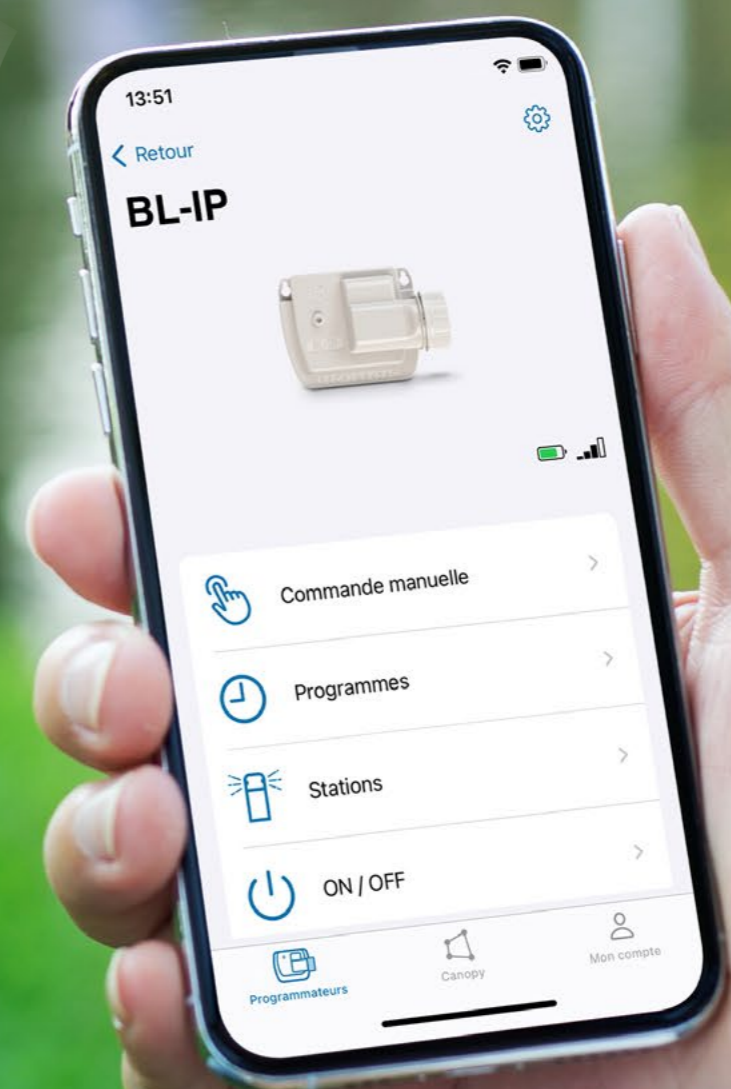 13:51
Retour
BL-IP
Commande manuelle
Programmes
Stations
ON / OFF
Programmateurs
Canopy
Mon compte